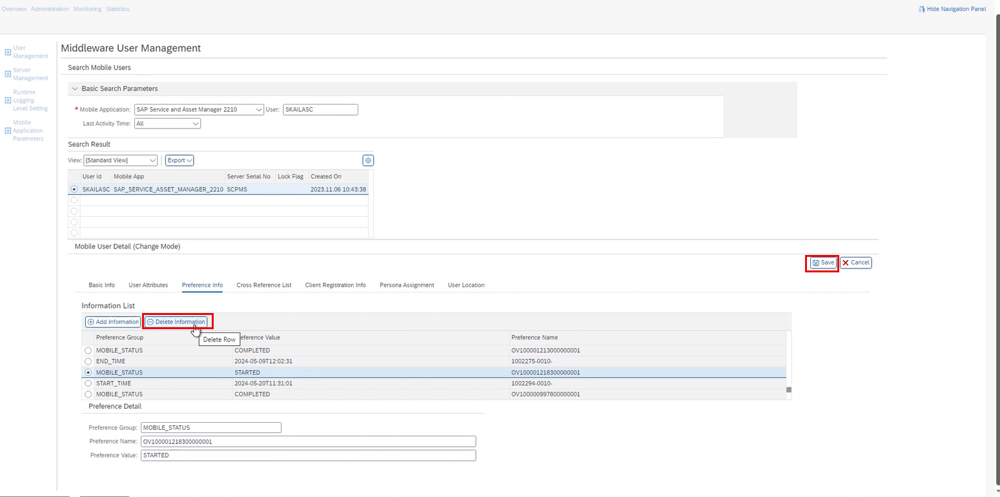 Overview Administration Monitoring Statistics
Hide Navigation Panel
User Management
Server Management
Runtime Logging Level Setting
Mobile Application Parameters
Middleware User Management
Search Mobile Users
Basic Search Parameters
* Mobile Application: SAP Service and Asset Manager 2210 User: SKAILASC
Last Activity Time: All
Search Result
View: [Standard View] Export
User Id Mobile App Server Serial No Lock Flag Created On
SKAILASC SAP_SERVICE_ASSET_MANAGER_2210 SCPMS 2023.11.06 10:43:38
Mobile User Detail (Change Mode)
Save Cancel
Basic Info User Attributes Preference Info Cross Reference List Client Registration Info Persona Assignment User Location
Information List
Add Information Delete Information
Delete Row
Preference Group eference Value Preference Name
MOBILE_STATUS COMPLETED OV100001213000000001
END_TIME 2024-05-09T12:02:31 1002275-0010-
MOBILE_STATUS STARTED OV100001218300000001
START_TIME 2024-05-20T11:31:01 1002294-0010-
MOBILE_STATUS COMPLETED OV100000997800000001
Preference Detail
Preference Group: MOBILE_STATUS
Preference Name: OV100001218300000001
Preference Value: STARTED